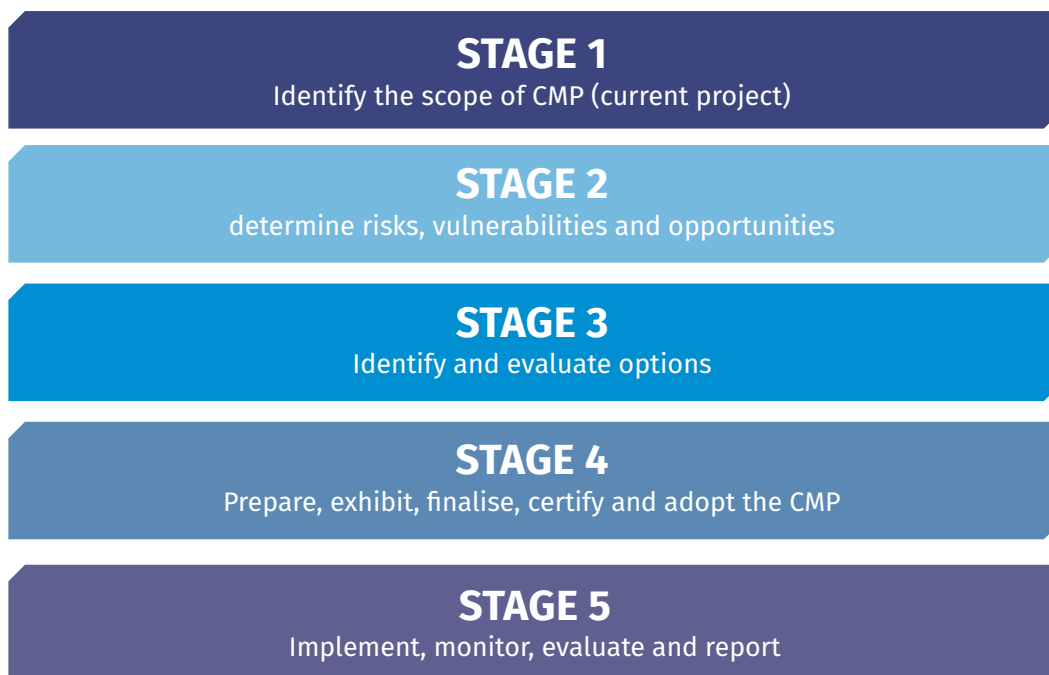 STAGE 1
Identify the scope of CMP (current project)
STAGE 2
determine risks, vulnerabilities and opportunities
STAGE 3
Identify and evaluate options
STAGE 4
Prepare, exhibit, finalise, certify and adopt the CMP
STAGE 5
Implement, monitor, evaluate and report